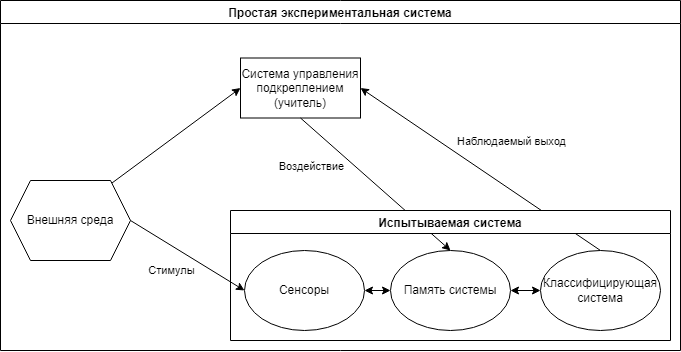 Простая экспериментальная система
Система управления
подкреплением
(учитель)
Наблюдаемый выход
Воздействие
Внешняя среда
Испытываемая система
Стимулы
Сенсоры
Память системы
Классифицирующая
система